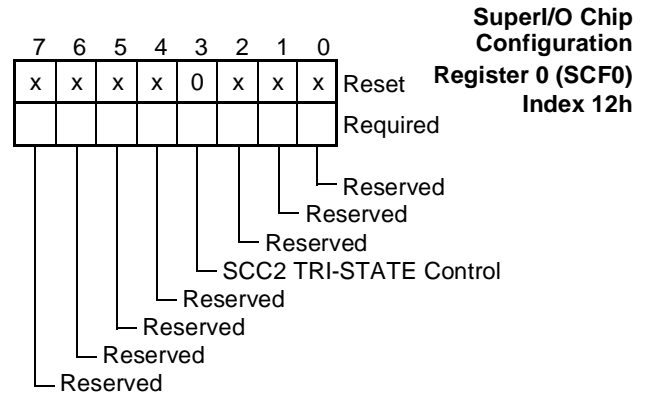 SuperI/O Chip
Configuration
Register 0 (SCF0)
Index 12h
7 6 5 4 3 2 1 0
x x x x 0 x x x Reset
Required
Reserved
Reserved
Reserved
SCC2 TRI-STATE Control
Reserved
Reserved
Reserved
Reserved